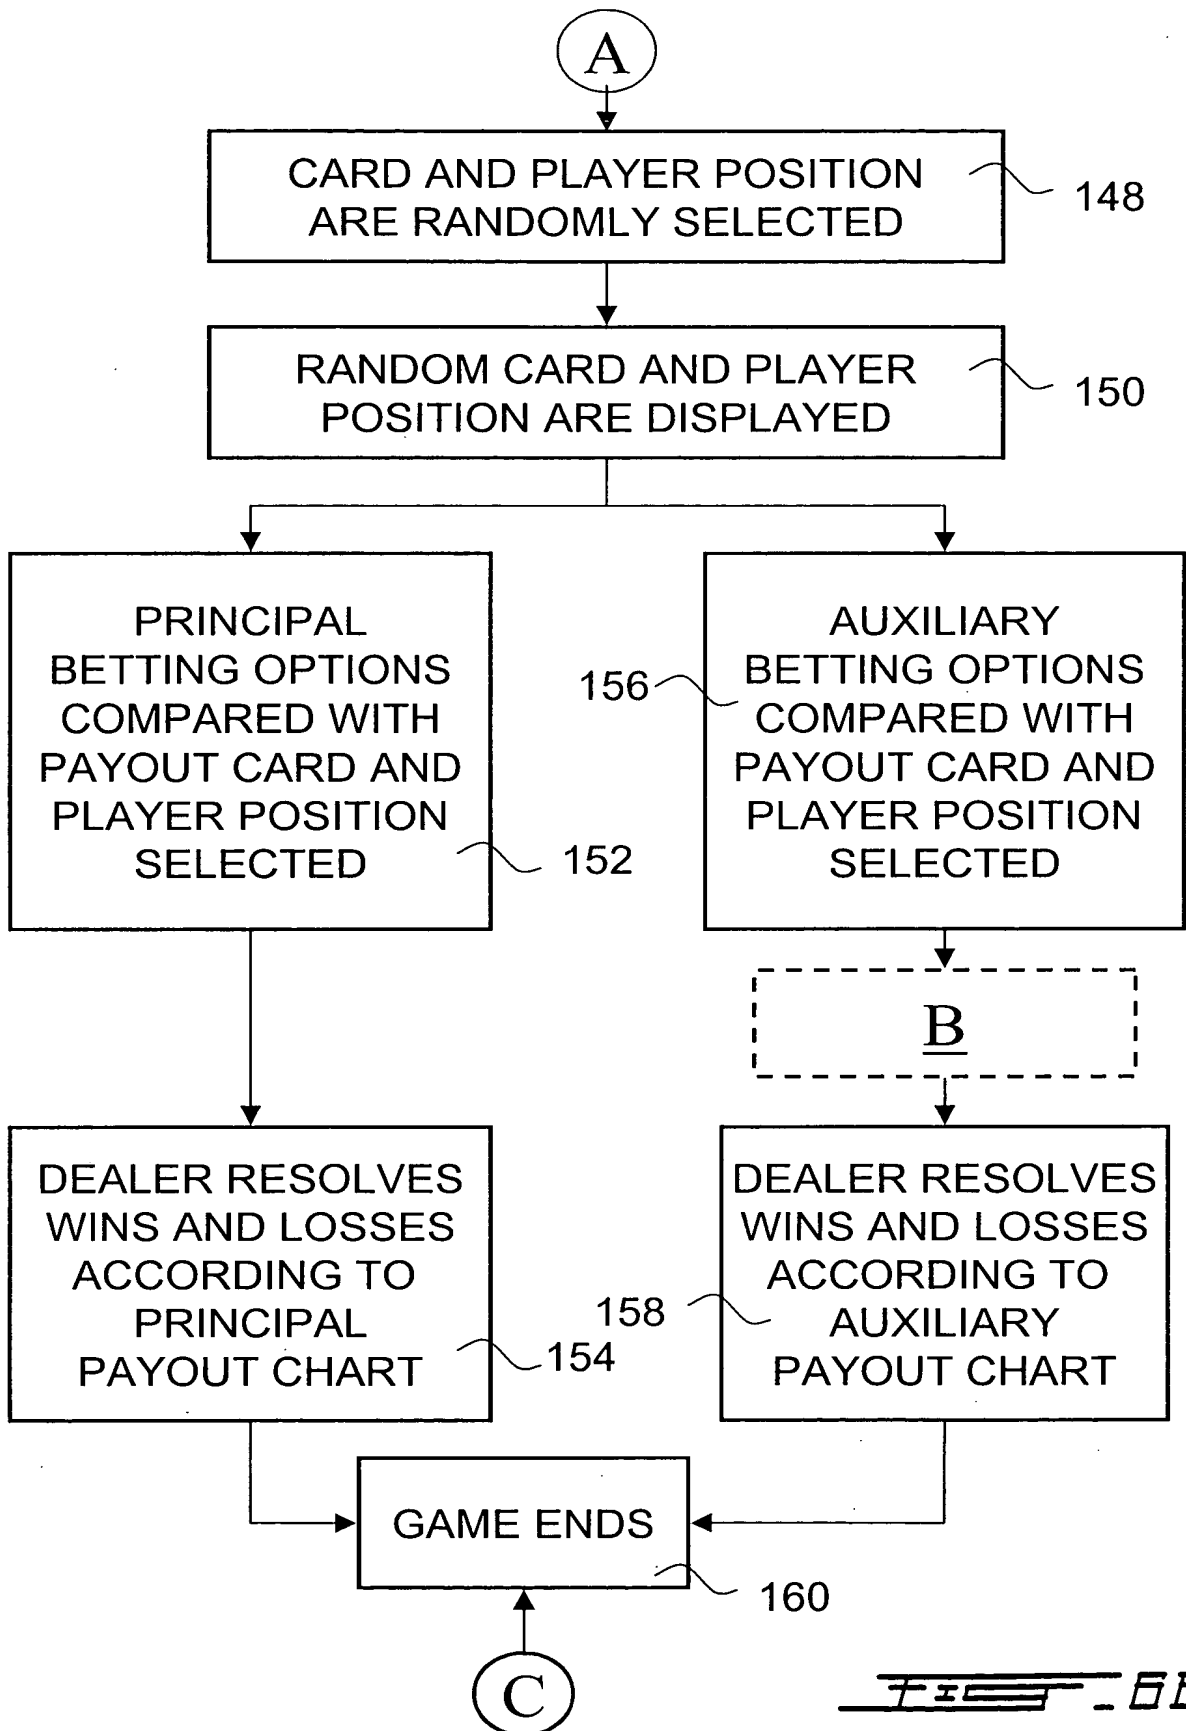 A
CARD AND PLAYER POSITION
ARE RANDOMLY SELECTED
148
RANDOM CARD AND PLAYER
POSITION ARE DISPLAYED
150
PRINCIPAL
BETTING OPTIONS
COMPARED WITH
PAYOUT CARD AND
PLAYER POSITION
SELECTED
152
AUXILIARY
BETTING OPTIONS
COMPARED WITH
PAYOUT CARD AND
PLAYER POSITION
SELECTED
156
B
DEALER RESOLVES
WINS AND LOSSES
ACCORDING TO
PRINCIPAL
PAYOUT CHART
154
DEALER RESOLVES
WINS AND LOSSES
ACCORDING TO
AUXILIARY
PAYOUT CHART
158
GAME ENDS
160
C